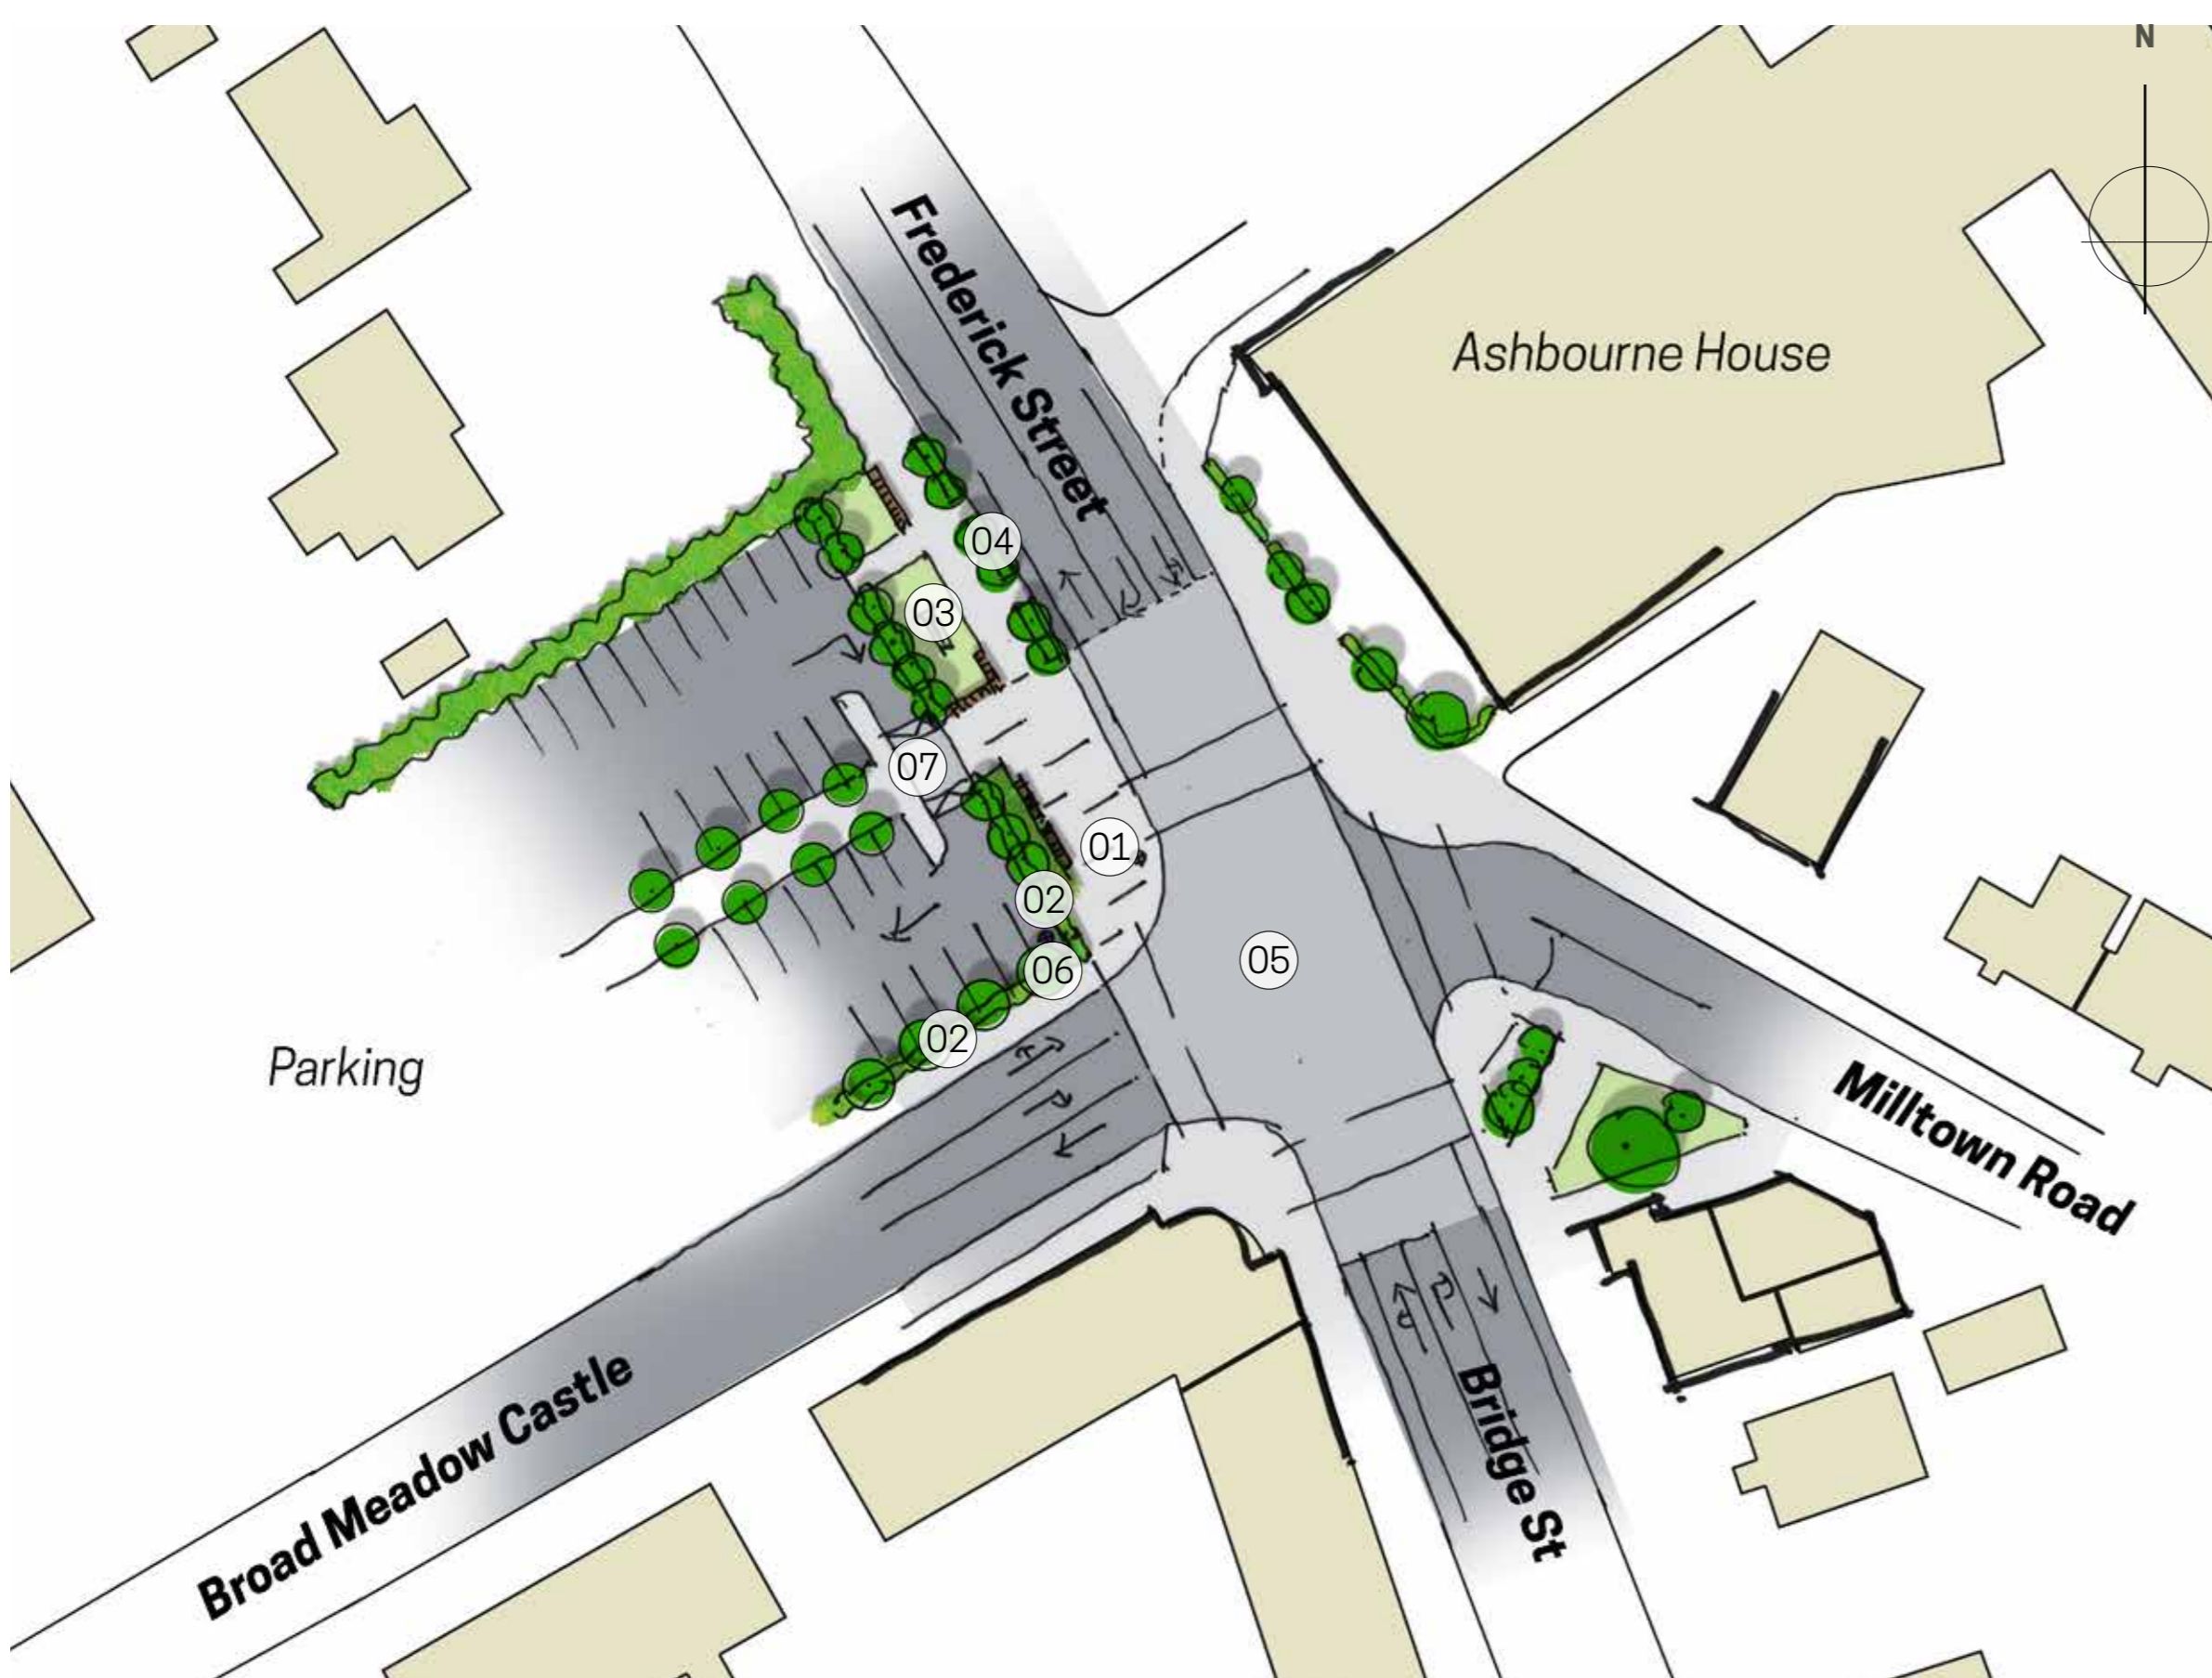 N
Frederick Street
Ashbourne House
04
03
07
01
02
05
06
02
Parking
Milltown Road
Broad Meadow Castle
Bridge St